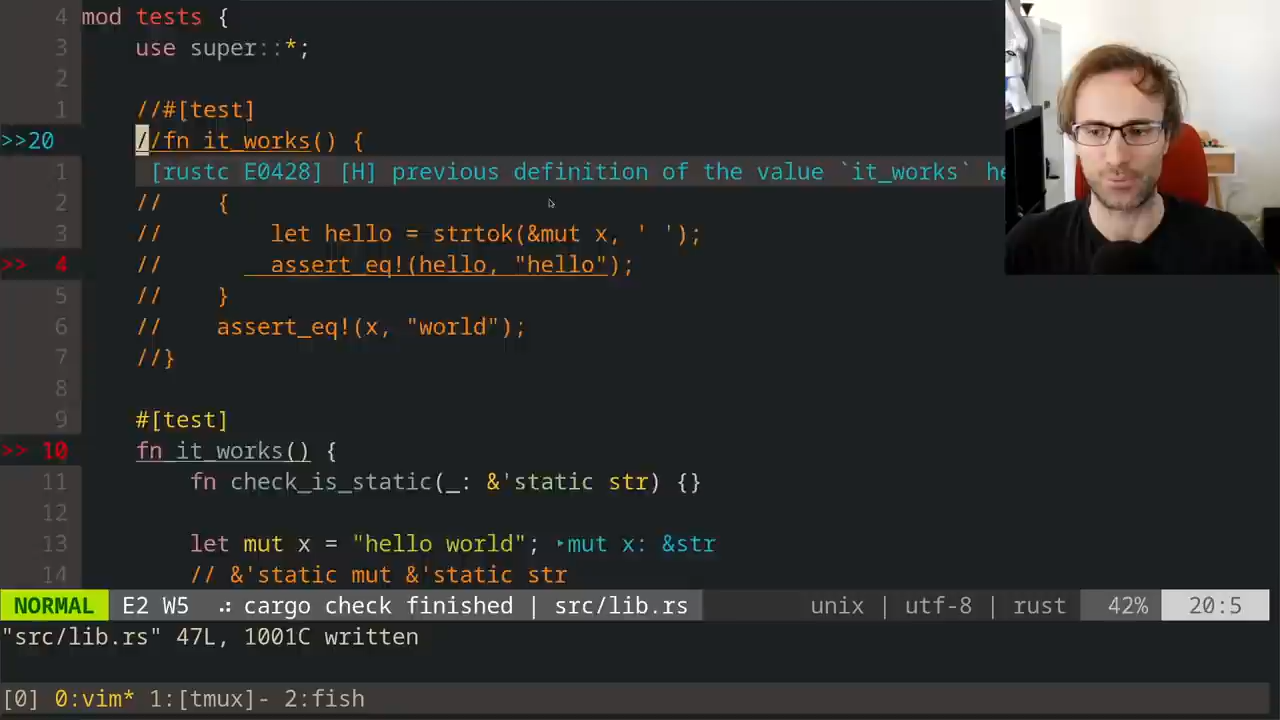 4 mod tests {
3 use super::*;
2
1 //#[test]
>>20 //fn it_works() {
1 [rustc E0428] [H] previous definition of the value `it_works` he
2 // {
3 // let hello = strtok(&mut x, ' ');
>> 4 // assert_eq!(hello, "hello");
5 // }
6 // assert_eq!(x, "world");
7 //}
8
9 #[test]
>> 10 fn it_works() {
11 fn check_is_static(_: &'static str) {}
12
13 let mut x = "hello world"; ‣mut x: &str
14 // &'static mut &'static str
NORMAL E2 W5 ⠴ cargo check finished | src/lib.rs unix | utf-8 | rust 42% 20:5
"src/lib.rs" 47L, 1001C written
[0] 0:vim* 1:[tmux]- 2:fish